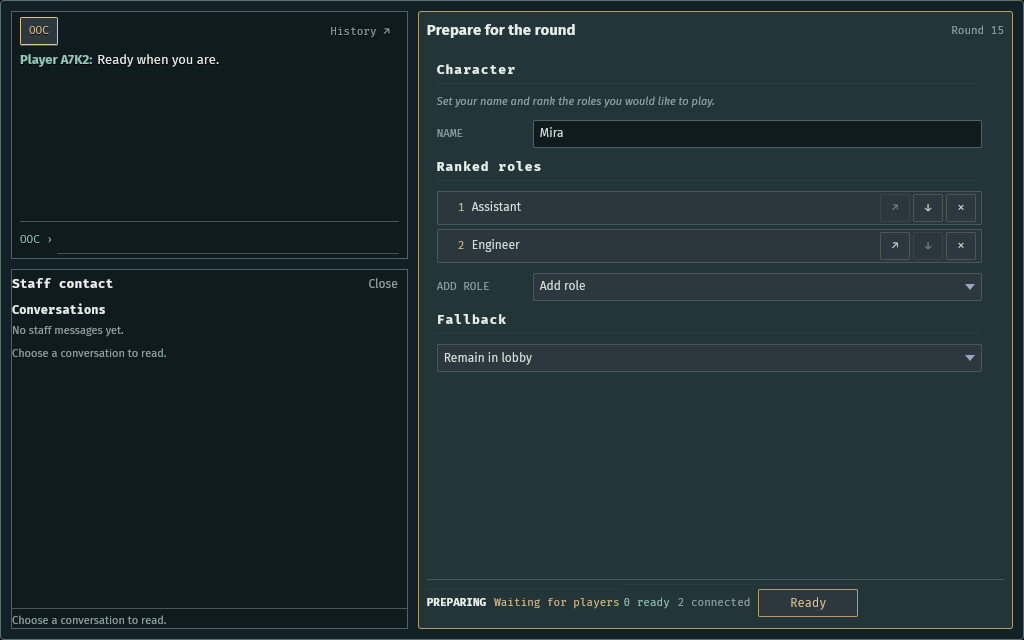 OOC
History ↗
Player A7K2: Ready when you are.
OOC ›
Staff contact
Close
Conversations
No staff messages yet.
Choose a conversation to read.
Choose a conversation to read.
Prepare for the round
Round 15
Character
Set your name and rank the roles you would like to play.
NAME
Mira
Ranked roles
1 Assistant ↗ ↓ ×
2 Engineer ↗ ↓ ×
ADD ROLE
Add role
Fallback
Remain in lobby
PREPARING Waiting for players 0 ready 2 connected
Ready